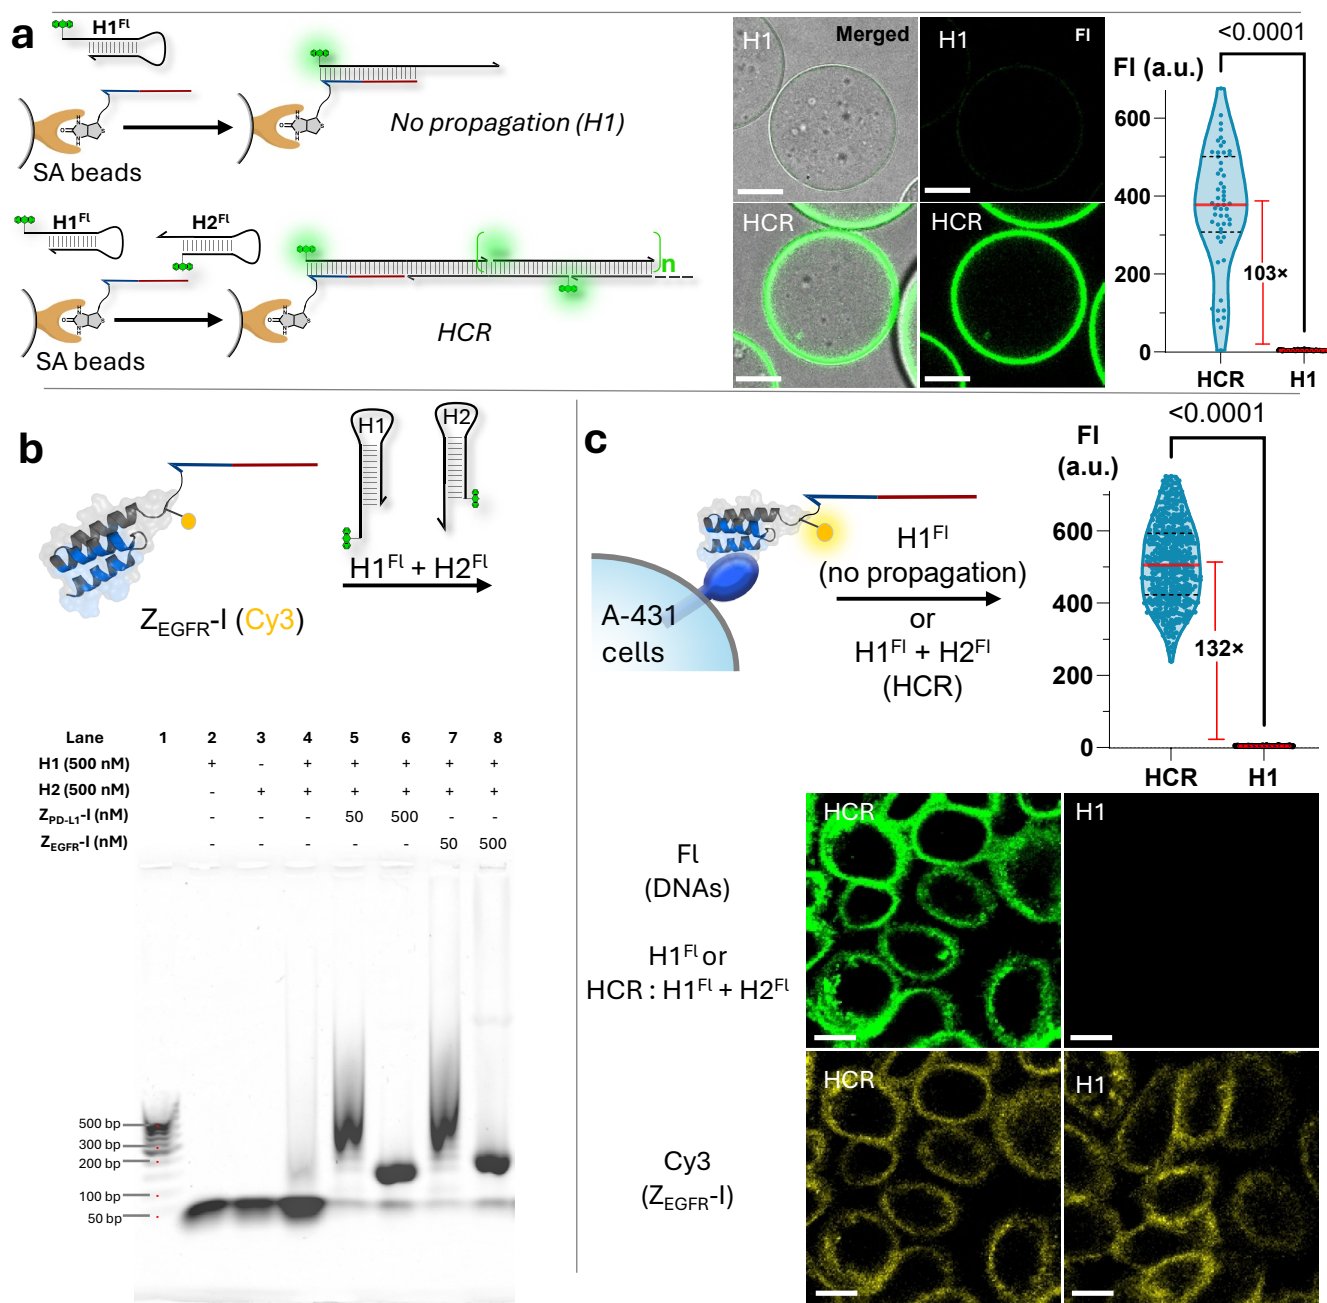 a
H1Fl
SA beads
No propagation (H1)
H1Fl
H2Fl
n
SA beads
HCR
H1
Merged
H1
Fl
HCR
HCR
<0.0001
Fl (a.u.)
600
400
200
0
103×
HCR H1
b
H1
H2
H1Fl + H2Fl
ZEGFR-I (Cy3)
Lane 1 2 3 4 5 6 7 8
H1 (500 nM) + - + + + + +
H2 (500 nM) - + + + + + +
ZPD-L1-I (nM) - - - 50 500 - -
ZEGFR-I (nM) - - - - - 50 500
500 bp
300 bp
200 bp
100 bp
50 bp
c
A-431
cells
H1Fl
(no propagation)
or
H1Fl + H2Fl
(HCR)
<0.0001
Fl
(a.u.)
600
400
200
0
132×
HCR H1
Fl
(DNAs)
H1Fl or
HCR : H1Fl + H2Fl
HCR
H1
Cy3
(ZEGFR-I)
HCR
H1